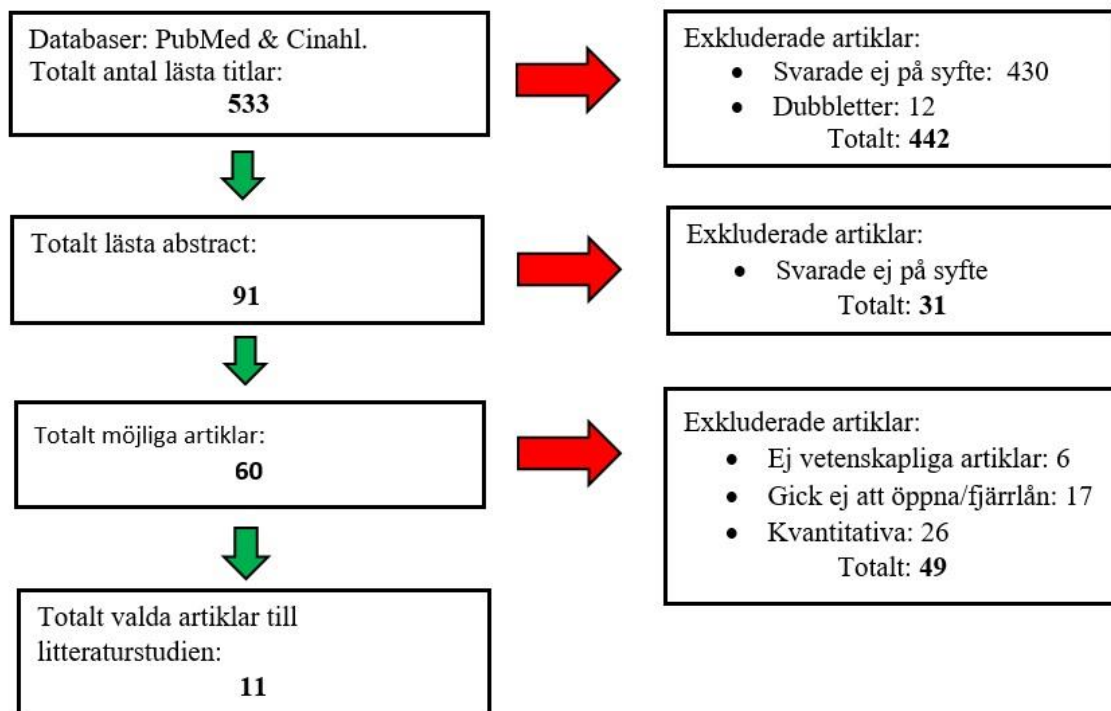 Databaser: PubMed & Cinahl.
Totalt antal lästa titlar:
533
Exkluderade artiklar:
• Svarade ej på syfte: 430
• Dubbletter: 12
Totalt: 442
Totalt lästa abstract:
91
Exkluderade artiklar:
• Svarade ej på syfte
Totalt: 31
Totalt möjliga artiklar:
60
Exkluderade artiklar:
• Ej vetenskapliga artiklar: 6
• Gick ej att öppna/fjärrlån: 17
• Kvantitativa: 26
Totalt: 49
Totalt valda artiklar till
litteraturstudien:
11